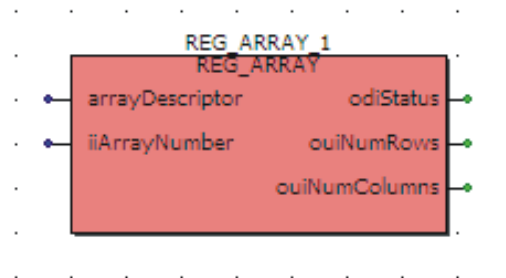 REG_ARRAY_1
REG_ARRAY
arrayDescriptor odiStatus
iiArrayNumber ouiNumRows
ouiNumColumns